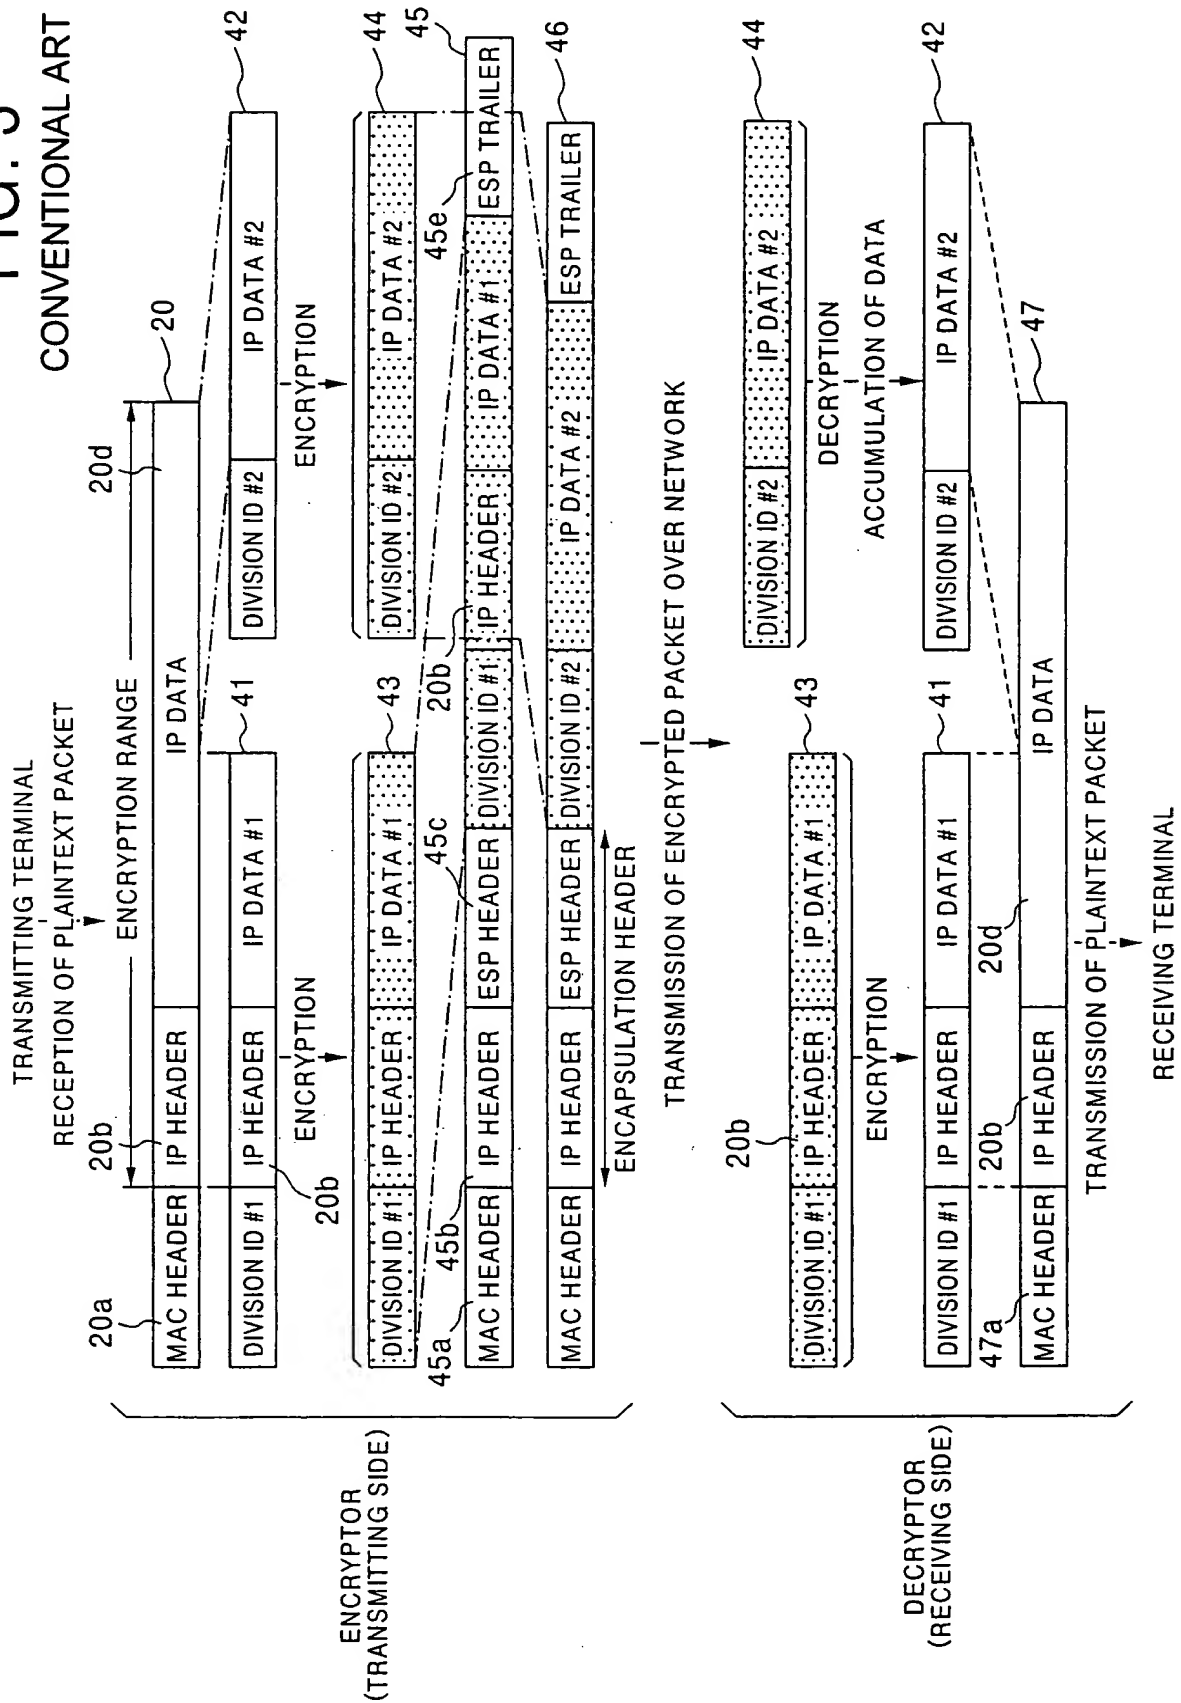 FIG. 5
CONVENTIONAL ART
TRANSMITTING TERMINAL
RECEPTION OF PLAINTEXT PACKET
ENCRYPTION RANGE
20a
20b
20d
20
MAC HEADER
IP HEADER
IP DATA
41
42
DIVISION ID #1
IP HEADER
IP DATA #1
DIVISION ID #2
IP DATA #2
20b
ENCRYPTION
ENCRYPTION
43
44
DIVISION ID #1
IP HEADER
IP DATA #1
DIVISION ID #2
IP DATA #2
45a
45b
45c
20b
45e
45
MAC HEADER
IP HEADER
ESP HEADER
DIVISION ID #1
IP HEADER
IP DATA #1
ESP TRAILER
46
MAC HEADER
IP HEADER
ESP HEADER
DIVISION ID #2
IP DATA #2
ESP TRAILER
ENCAPSULATION HEADER
ENCRYPTOR
(TRANSMITTING SIDE)
TRANSMISSION OF ENCRYPTED PACKET OVER NETWORK
44
DIVISION ID #2
IP DATA #2
20b
43
DIVISION ID #1
IP HEADER
IP DATA #1
ENCRYPTION
DECRYPTION
ACCUMULATION OF DATA
41
42
DIVISION ID #1
IP HEADER
IP DATA #1
DIVISION ID #2
IP DATA #2
47a
20b
20d
47
MAC HEADER
IP HEADER
IP DATA
DECRYPTOR
(RECEIVING SIDE)
TRANSMISSION OF PLAINTEXT PACKET
RECEIVING TERMINAL